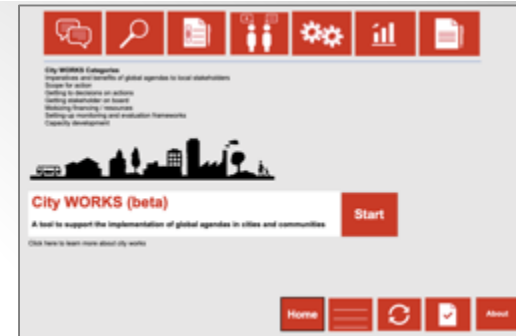 City WORKS Categories
Imperatives and benefits of global agendas to local stakeholders
Scope for action
Getting to decisions on actions
Getting stakeholder on board
Motizing financing / resources
Setting-up monitoring and evaluation frameworks
Capacity development
City WORKS (beta)
Start
A tool to support the implementation of global agendas in cities and communities
Click here to learn more about city works
Home
About